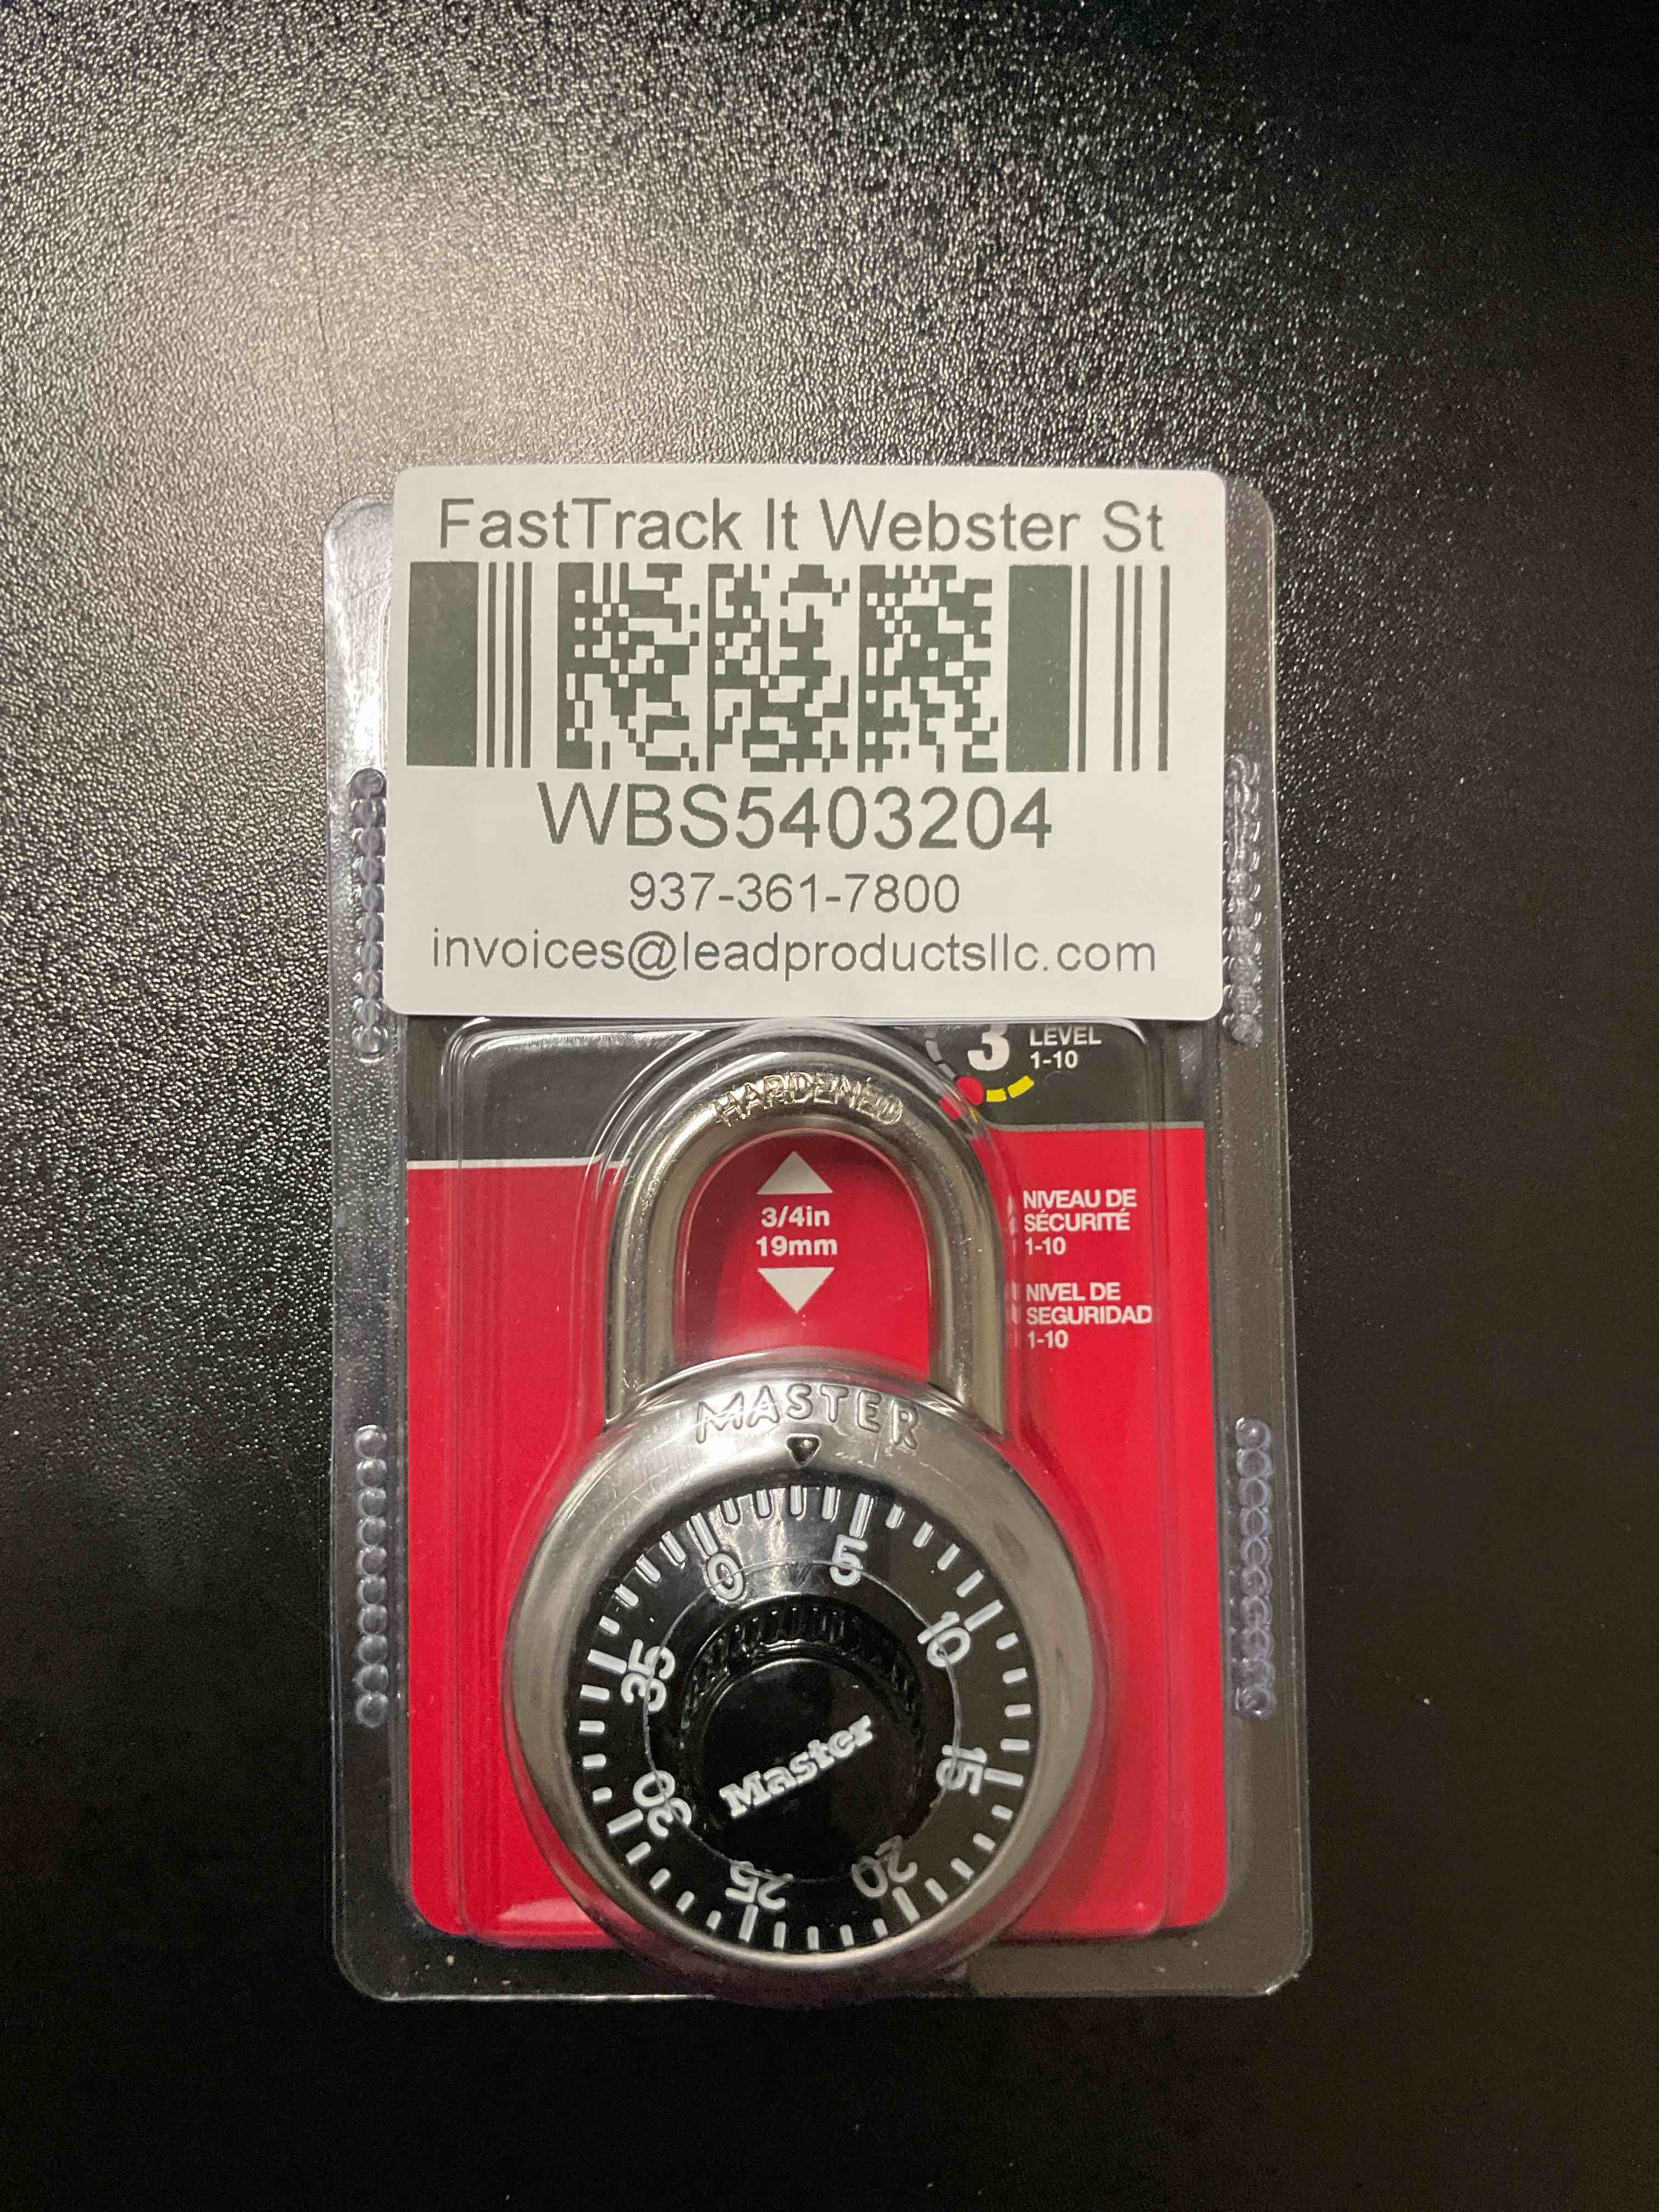 FastTrack It Webster St
WBS5403204
937-361-7800
invoices@leadproductsllc.com
3
LEVEL
1-10
HARDENED
3/4in
19mm
NIVEAU DE
SÉCURITÉ
1-10
NIVEL DE
SEGURIDAD
1-10
MASTER
0
5
10
15
20
25
30
35
Master